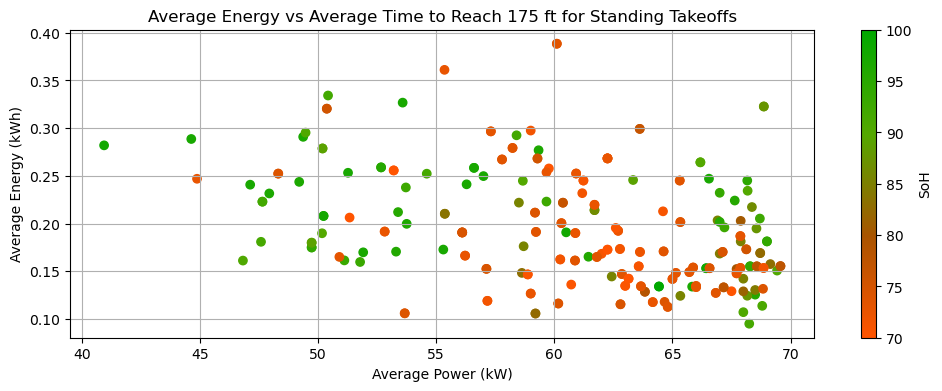 Average Energy vs Average Time to Reach 175 ft for Standing Takeoffs
0.40
0.35
0.30
0.25
0.20
0.15
0.10
Average Energy (kWh)
40 45 50 55 60 65 70
Average Power (kW)
100
95
90
85
80
75
70
SoH